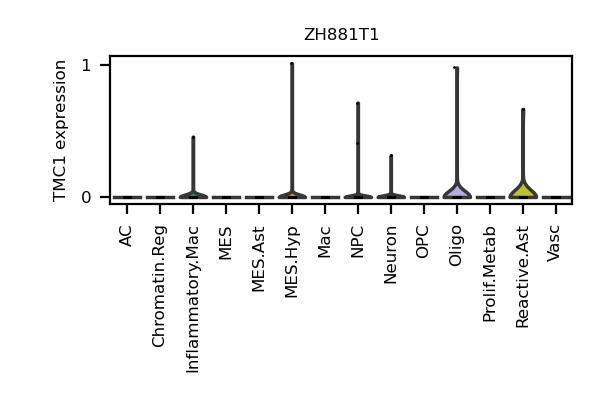 ZH881T1
TMC1 expression
1
0
AC
Chromatin.Reg
Inflammatory.Mac
MES
MES.Ast
MES.Hyp
Mac
NPC
Neuron
OPC
Oligo
Prolif.Metab
Reactive.Ast
Vasc